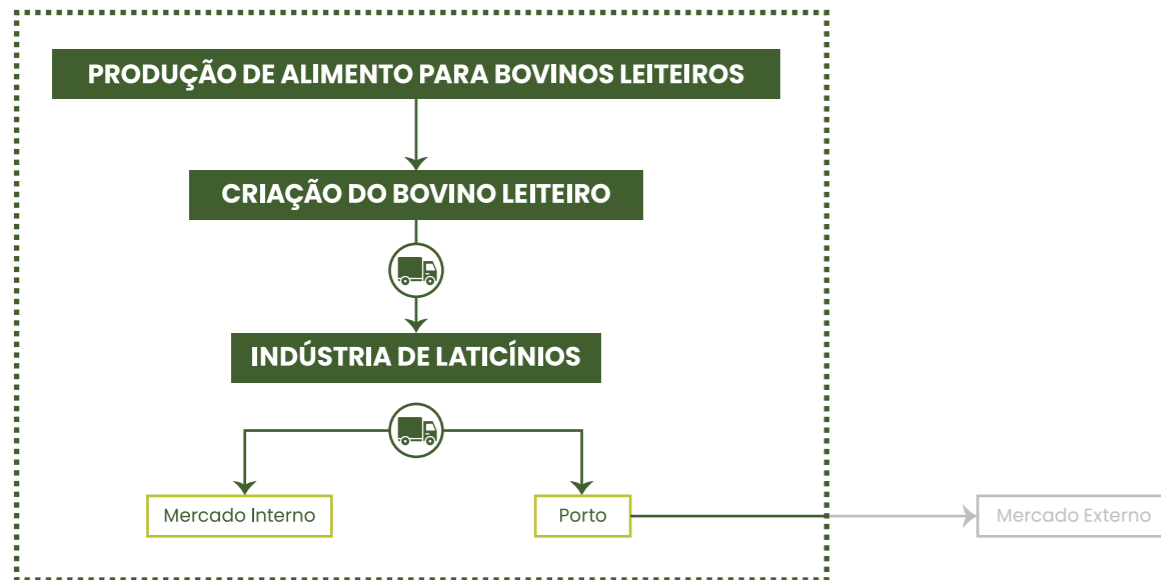 PRODUÇÃO DE ALIMENTO PARA BOVINOS LEITEIROS
CRIAÇÃO DO BOVINO LEITEIRO
INDÚSTRIA DE LATICÍNIOS
Mercado Interno
Porto
Mercado Externo